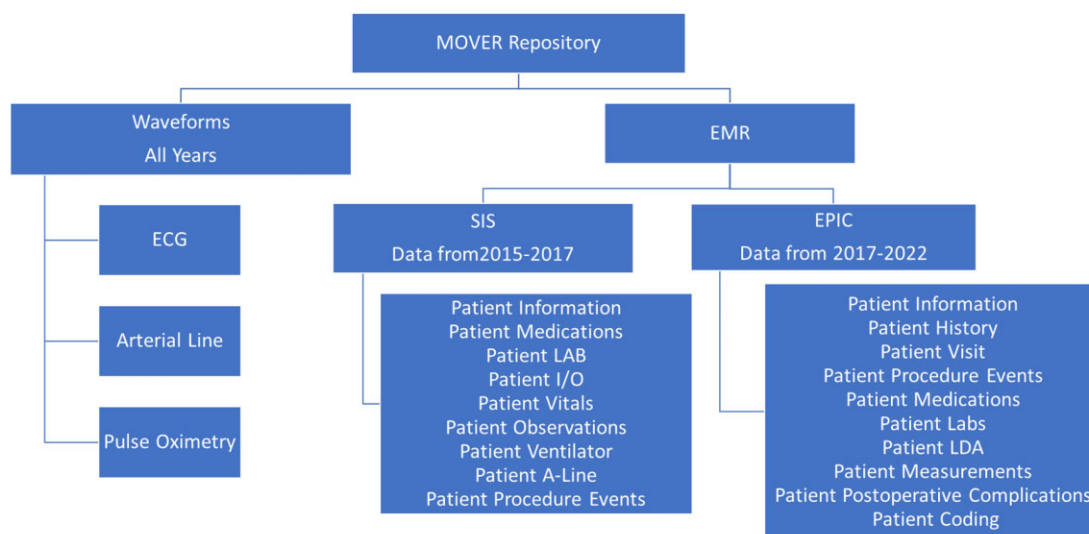 MOVER Repository
Waveforms
All Years
EMR
ECG
Arterial Line
Pulse Oximetry
SIS
Data from2015-2017
EPIC
Data from 2017-2022
Patient Information
Patient Medications
Patient LAB
Patient I/O
Patient Vitals
Patient Observations
Patient Ventilator
Patient A-Line
Patient Procedure Events
Patient Information
Patient History
Patient Visit
Patient Procedure Events
Patient Medications
Patient Labs
Patient LDA
Patient Measurements
Patient Postoperative Complications
Patient Coding